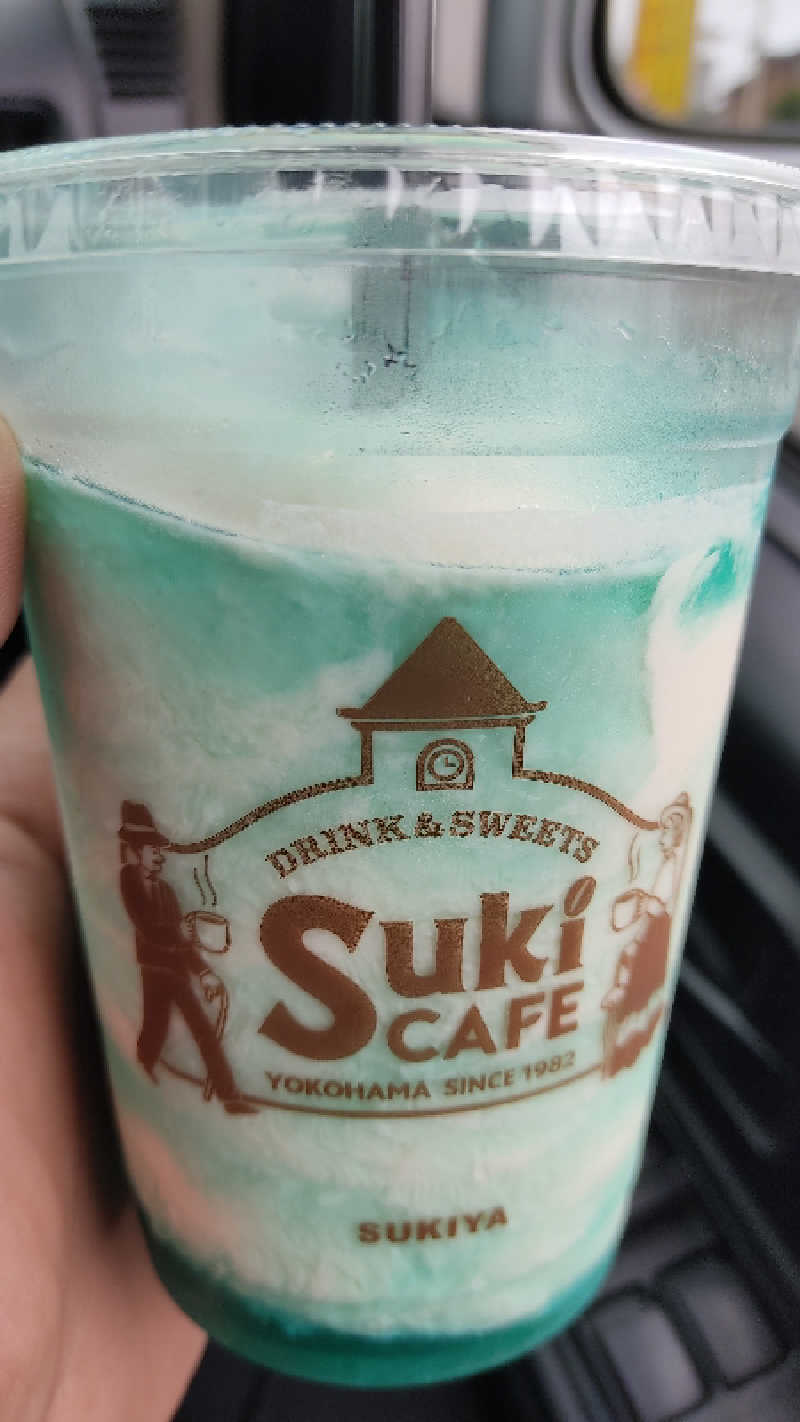 DRINK & SWEETS
Suki
CAFE
YOKOHAMA SINCE 1982
SUKIYA